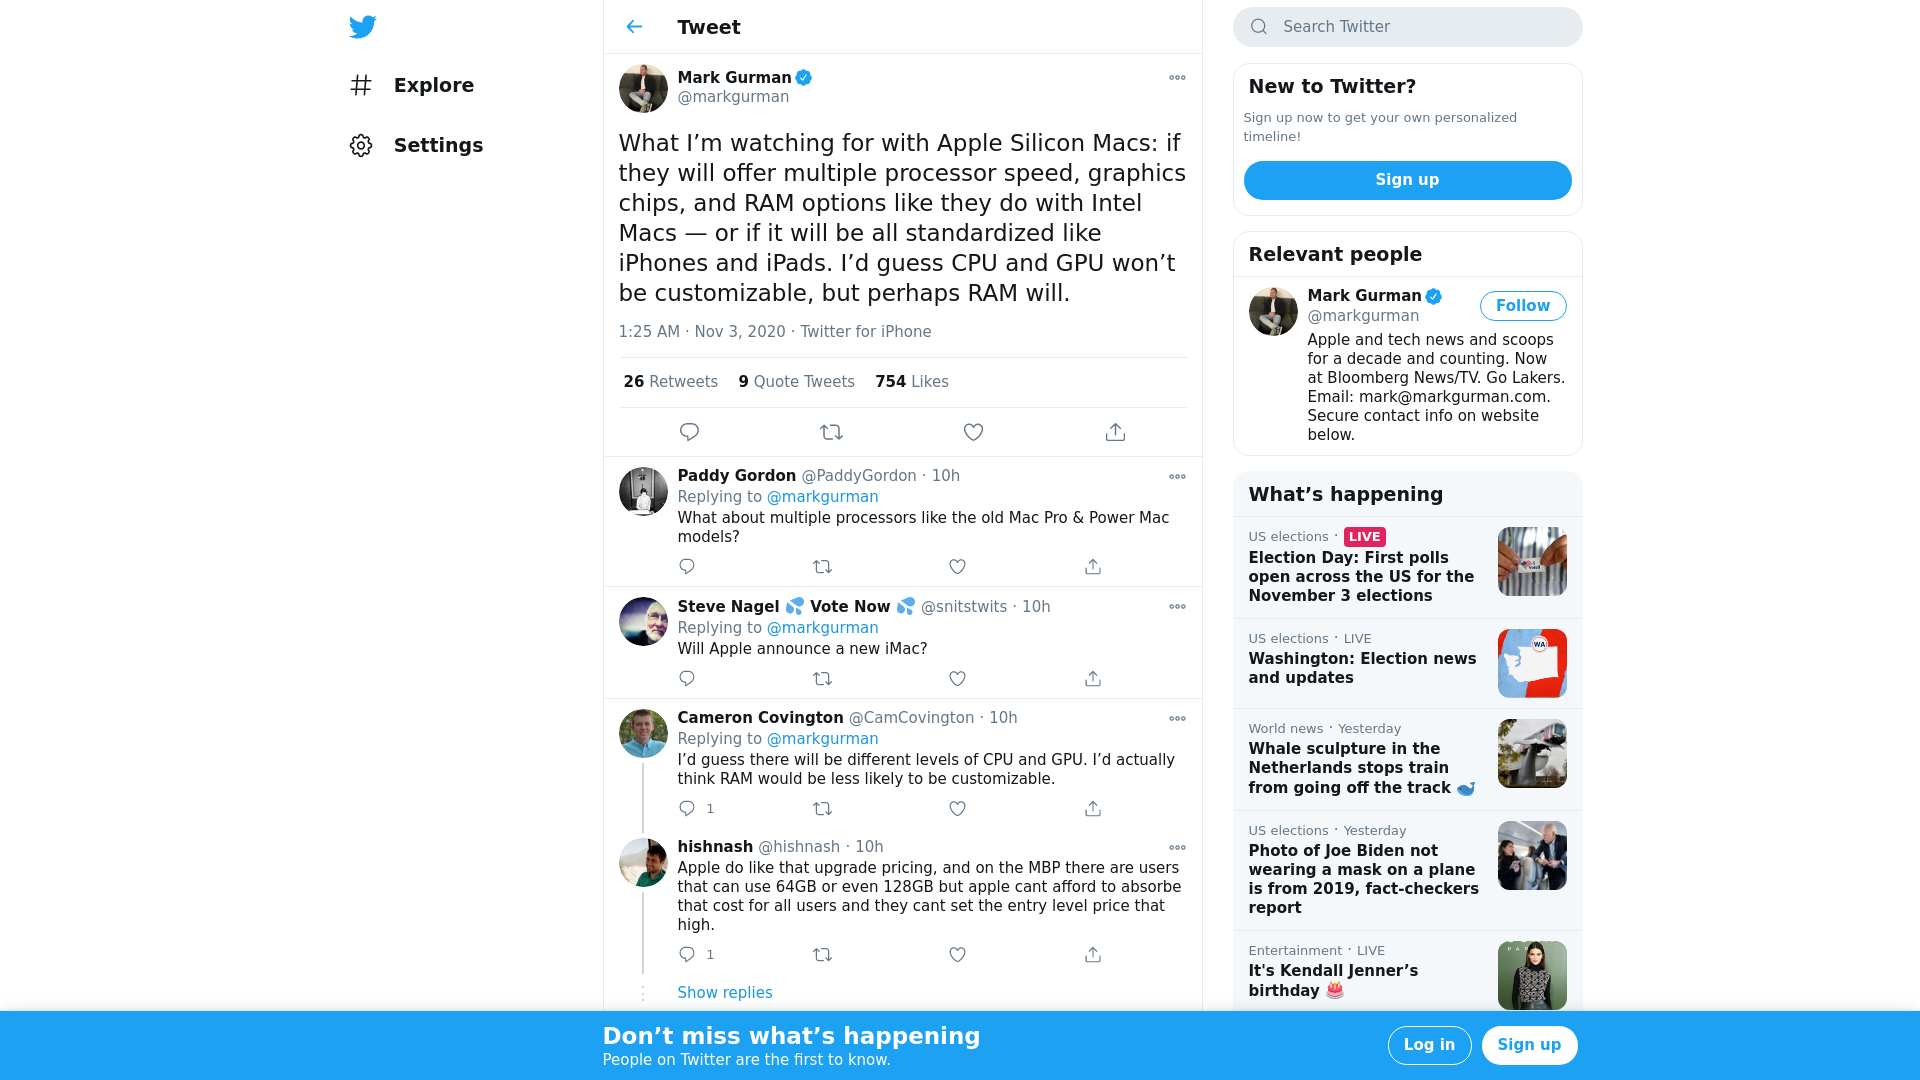 Explore
Settings
Tweet
Mark Gurman
@markgurman
What I’m watching for with Apple Silicon Macs: if
they will offer multiple processor speed, graphics
chips, and RAM options like they do with Intel
Macs — or if it will be all standardized like
iPhones and iPads. I’d guess CPU and GPU won’t
be customizable, but perhaps RAM will.
1:25 AM · Nov 3, 2020 · Twitter for iPhone
26 Retweets 9 Quote Tweets 754 Likes
Paddy Gordon @PaddyGordon · 10h
Replying to @markgurman
What about multiple processors like the old Mac Pro & Power Mac
models?
Steve Nagel 💦 Vote Now 💦 @snitstwits · 10h
Replying to @markgurman
Will Apple announce a new iMac?
Cameron Covington @CamCovington · 10h
Replying to @markgurman
I’d guess there will be different levels of CPU and GPU. I’d actually
think RAM would be less likely to be customizable.
1
hishnash @hishnash · 10h
Apple do like that upgrade pricing, and on the MBP there are users
that can use 64GB or even 128GB but apple cant afford to absorbe
that cost for all users and they cant set the entry level price that
high.
1
Show replies
Search Twitter
New to Twitter?
Sign up now to get your own personalized
timeline!
Sign up
Relevant people
Mark Gurman
@markgurman
Follow
Apple and tech news and scoops
for a decade and counting. Now
at Bloomberg News/TV. Go Lakers.
Email: mark@markgurman.com.
Secure contact info on website
below.
What’s happening
US elections · LIVE
Election Day: First polls
open across the US for the
November 3 elections
US elections · LIVE
Washington: Election news
and updates
WA
World news · Yesterday
Whale sculpture in the
Netherlands stops train
from going off the track 🐳
US elections · Yesterday
Photo of Joe Biden not
wearing a mask on a plane
is from 2019, fact-checkers
report
Entertainment · LIVE
It's Kendall Jenner’s
birthday 🎂
Don’t miss what’s happening
People on Twitter are the first to know.
Log in
Sign up